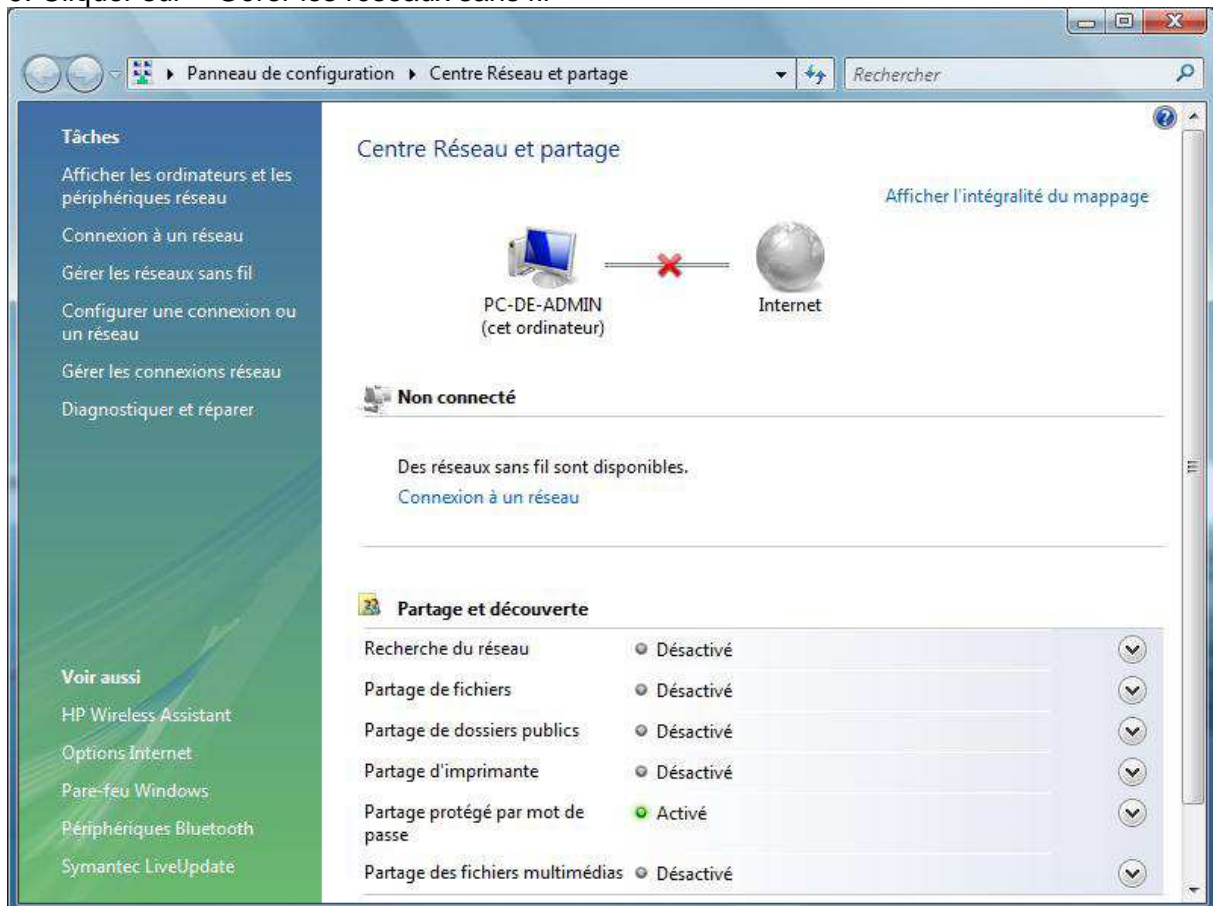 Panneau de configuration ▸ Centre Réseau et partage
Rechercher
Tâches
Afficher les ordinateurs et les
périphériques réseau
Connexion à un réseau
Gérer les réseaux sans fil
Configurer une connexion ou
un réseau
Gérer les connexions réseau
Diagnostiquer et réparer
Voir aussi
HP Wireless Assistant
Options Internet
Pare-feu Windows
Périphériques Bluetooth
Symantec LiveUpdate
Centre Réseau et partage
Afficher l'intégralité du mappage
PC-DE-ADMIN
(cet ordinateur)
Internet
Non connecté
Des réseaux sans fil sont disponibles.
Connexion à un réseau
Partage et découverte
Recherche du réseau Désactivé
Partage de fichiers Désactivé
Partage de dossiers publics Désactivé
Partage d'imprimante Désactivé
Partage protégé par mot de Activé
passe
Partage des fichiers multimédias Désactivé